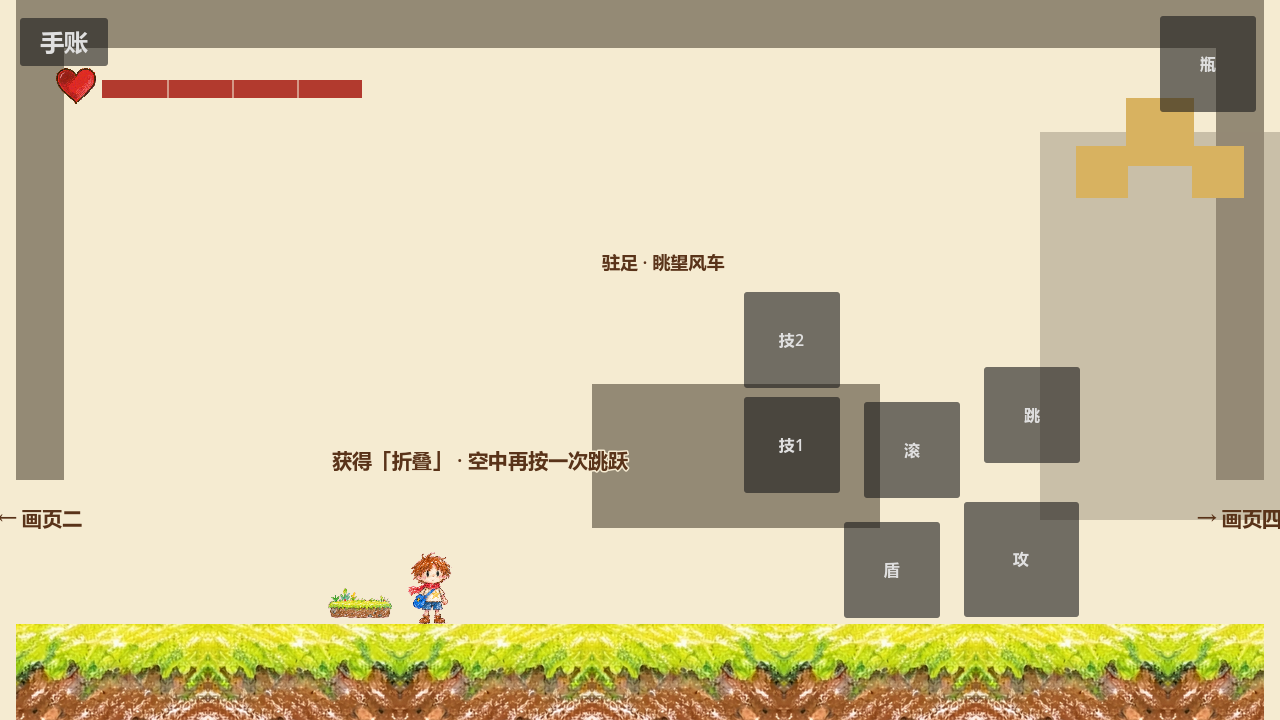 手账
瓶
驻足 · 眺望风车
技2
跳
技1
滚
获得「折叠」 · 空中再按一次跳跃
← 画页二
→ 画页四
攻
盾